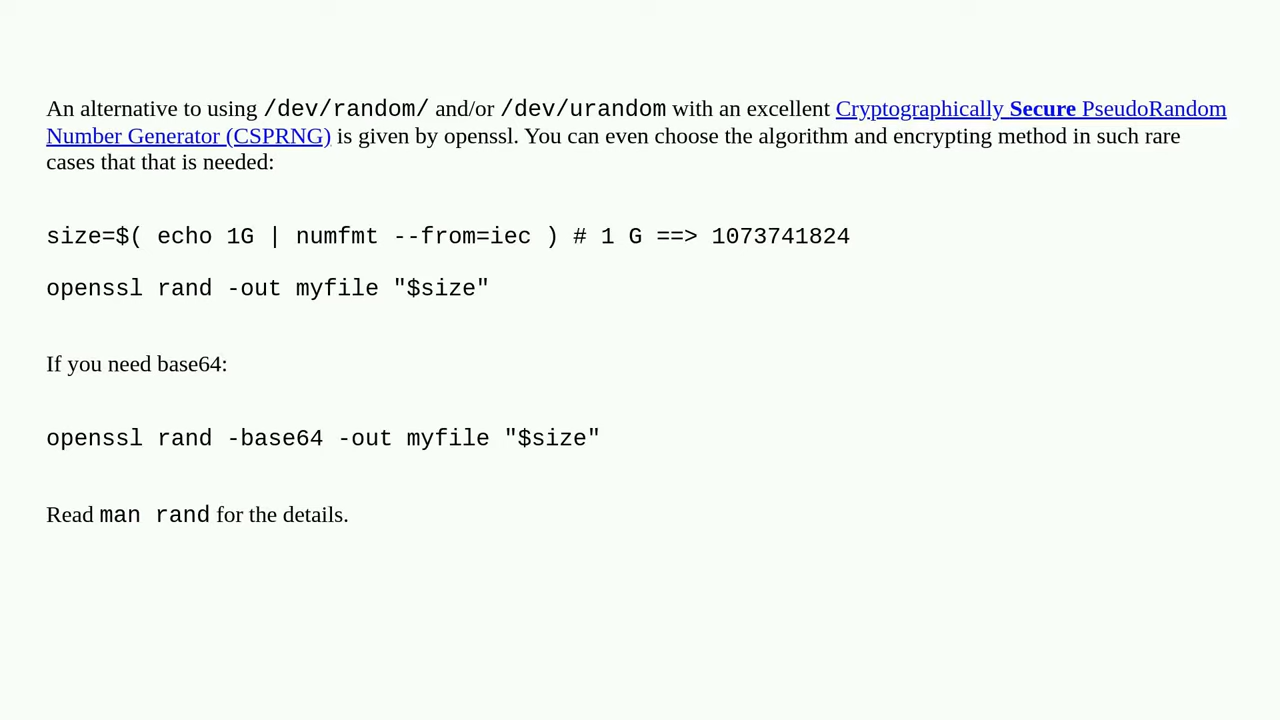 An alternative to using /dev/random/ and/or /dev/urandom with an excellent Cryptographically Secure PseudoRandom
Number Generator (CSPRNG) is given by openssl. You can even choose the algorithm and encrypting method in such rare
cases that that is needed:
size=$( echo 1G | numfmt --from=iec ) # 1 G ==> 1073741824
openssl rand -out myfile "$size"
If you need base64:
openssl rand -base64 -out myfile "$size"
Read man rand for the details.